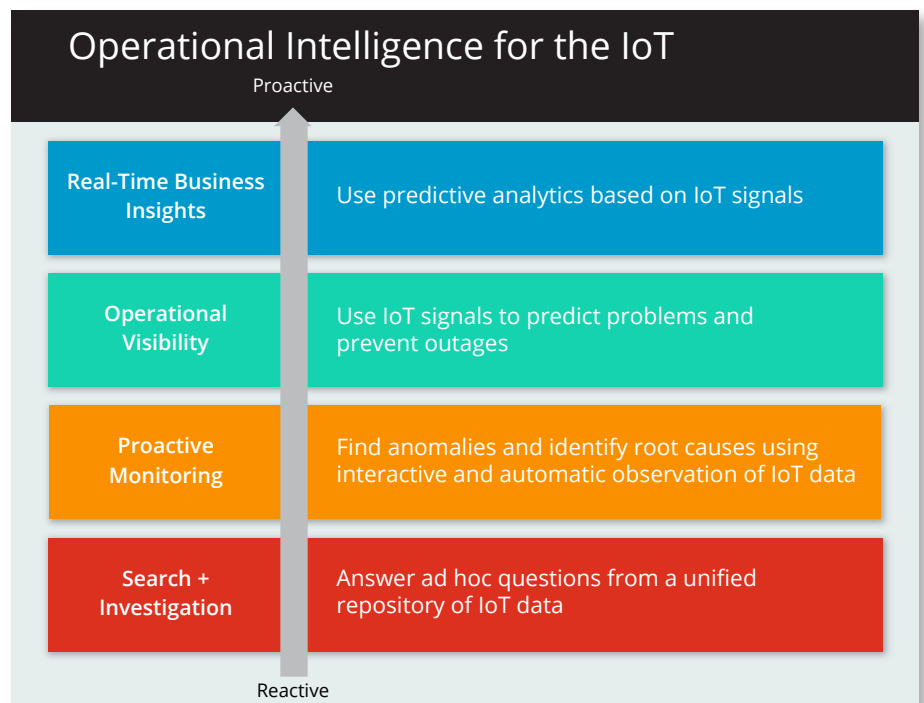 Operational Intelligence for the IoT
Proactive
Real-Time Business
Insights
Use predictive analytics based on IoT signals
Operational
Visibility
Use IoT signals to predict problems and
prevent outages
Proactive
Monitoring
Find anomalies and identify root causes using
interactive and automatic observation of IoT data
Search +
Investigation
Answer ad hoc questions from a unified
repository of IoT data
Reactive